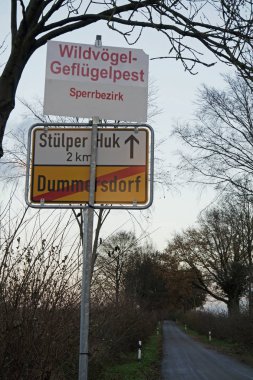 Wildvögel-
Geflügelpest
Sperrbezirk
Stülper Huk
2 km
Dummersdorf